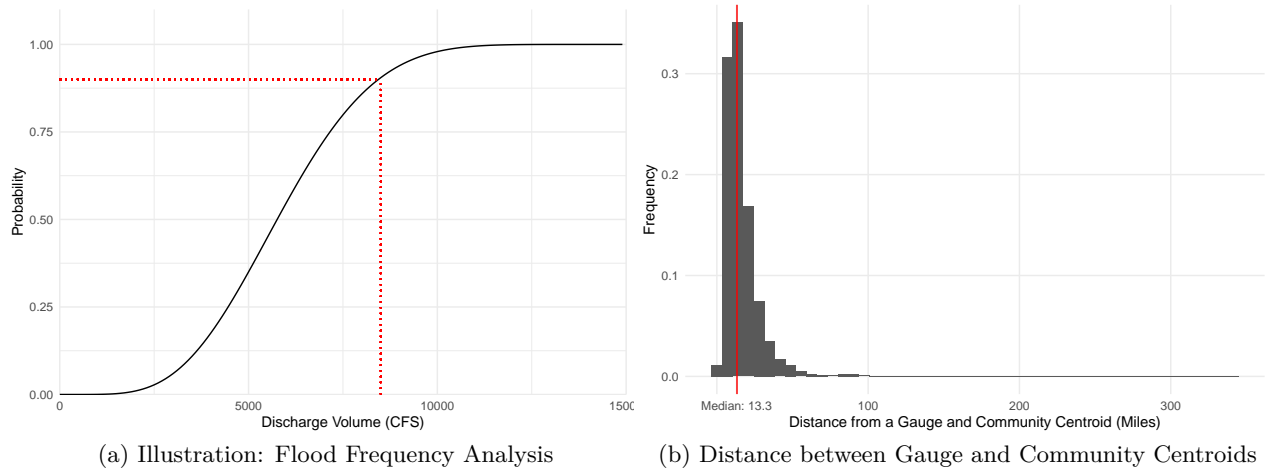 1.00
0.75
0.50
0.25
0.00
Probability
0
5000
10000
1500
Discharge Volume (CFS)
(a) Illustration: Flood Frequency Analysis
0.3
0.2
0.1
0.0
Frequency
Median: 13.3
100
200
300
Distance from a Gauge and Community Centroid (Miles)
(b) Distance between Gauge and Community Centroids